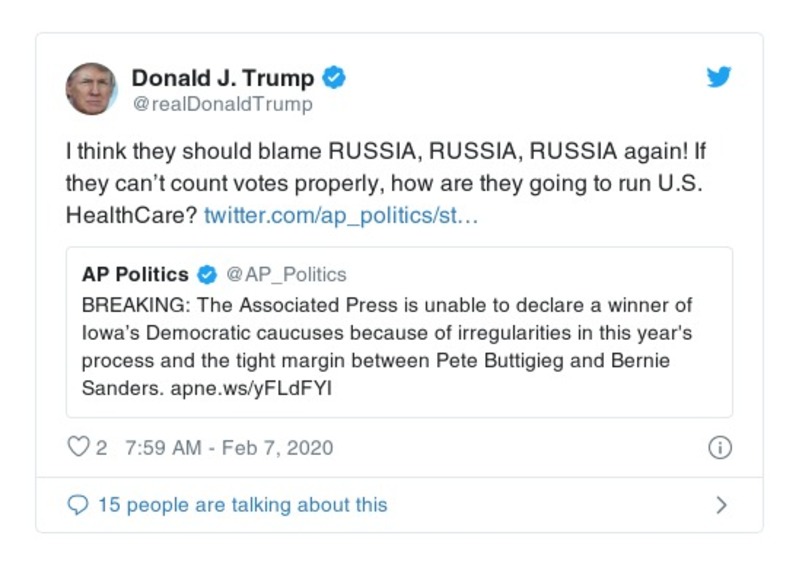 Donald J. Trump
@realDonaldTrump
I think they should blame RUSSIA, RUSSIA, RUSSIA again! If
they can’t count votes properly, how are they going to run U.S.
HealthCare? twitter.com/ap_politics/st…
AP Politics @AP_Politics
BREAKING: The Associated Press is unable to declare a winner of
Iowa’s Democratic caucuses because of irregularities in this year's
process and the tight margin between Pete Buttigieg and Bernie
Sanders. apne.ws/yFLdFYI
2 7:59 AM - Feb 7, 2020
15 people are talking about this